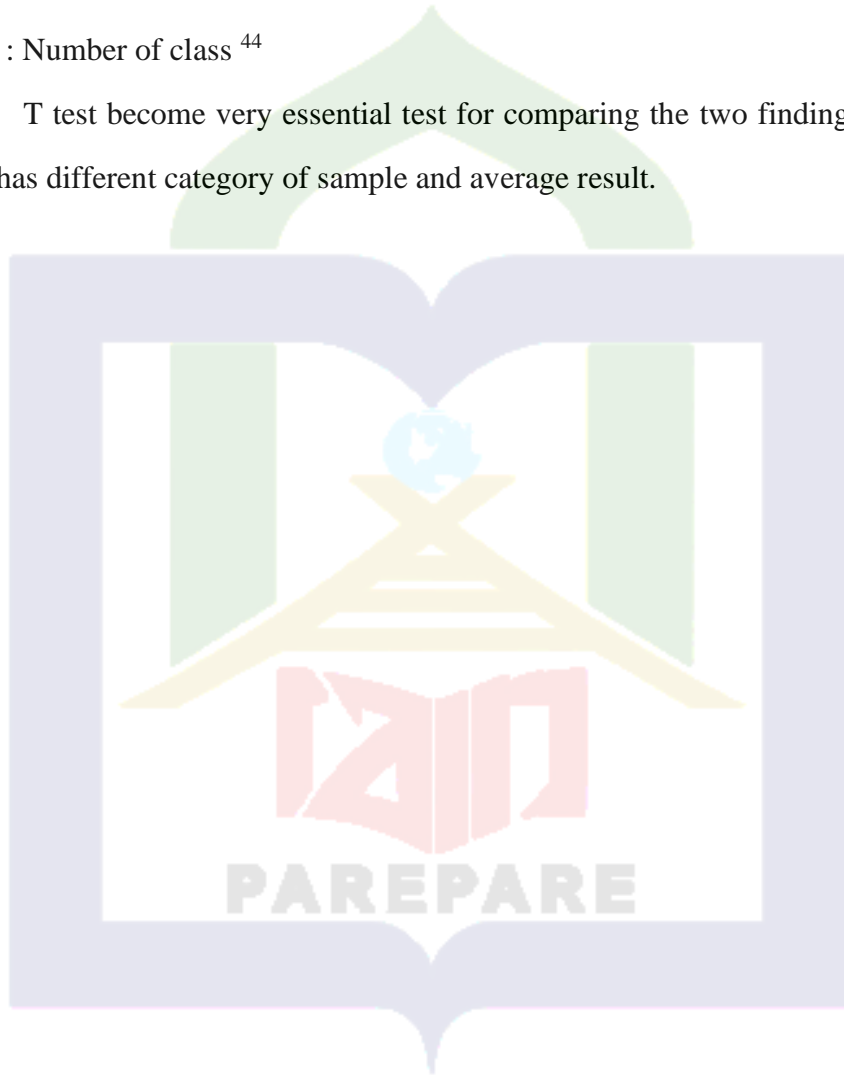 : Number of class 44
T test become very essential test for comparing the two finding
has different category of sample and average result.
PAREPARE